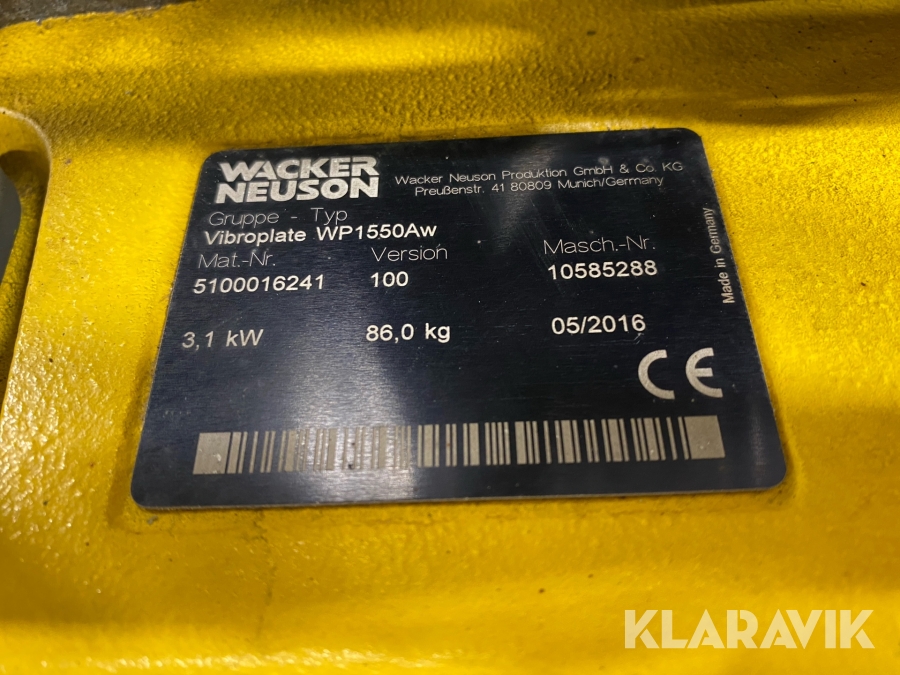 WACKER
NEUSON
Wacker Neuson Produktion GmbH & Co. KG
Preußenstr. 41 80809 Munich/Germany
Gruppe - Typ
Vibroplate WP1550Aw
Mat.-Nr. Version Masch.-Nr.
5100016241 100 10585288
3,1 kW 86,0 kg 05/2016
Made in Germany
CE
KLARAVIK